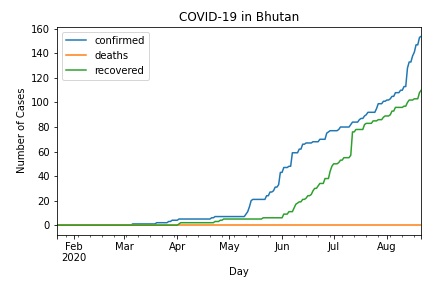 COVID-19 in Bhutan
confirmed
deaths
recovered
Number of Cases
160
140
120
100
80
60
40
20
0
Feb Mar Apr May Jun Jul Aug
2020
Day